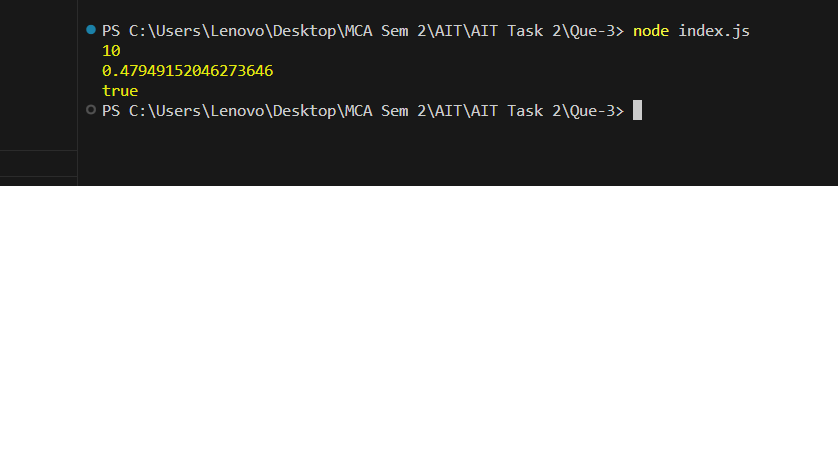 PS C:\Users\Lenovo\Desktop\MCA Sem 2\AIT\AIT Task 2\Que-3> node index.js
10
0.47949152046273646
true
PS C:\Users\Lenovo\Desktop\MCA Sem 2\AIT\AIT Task 2\Que-3>